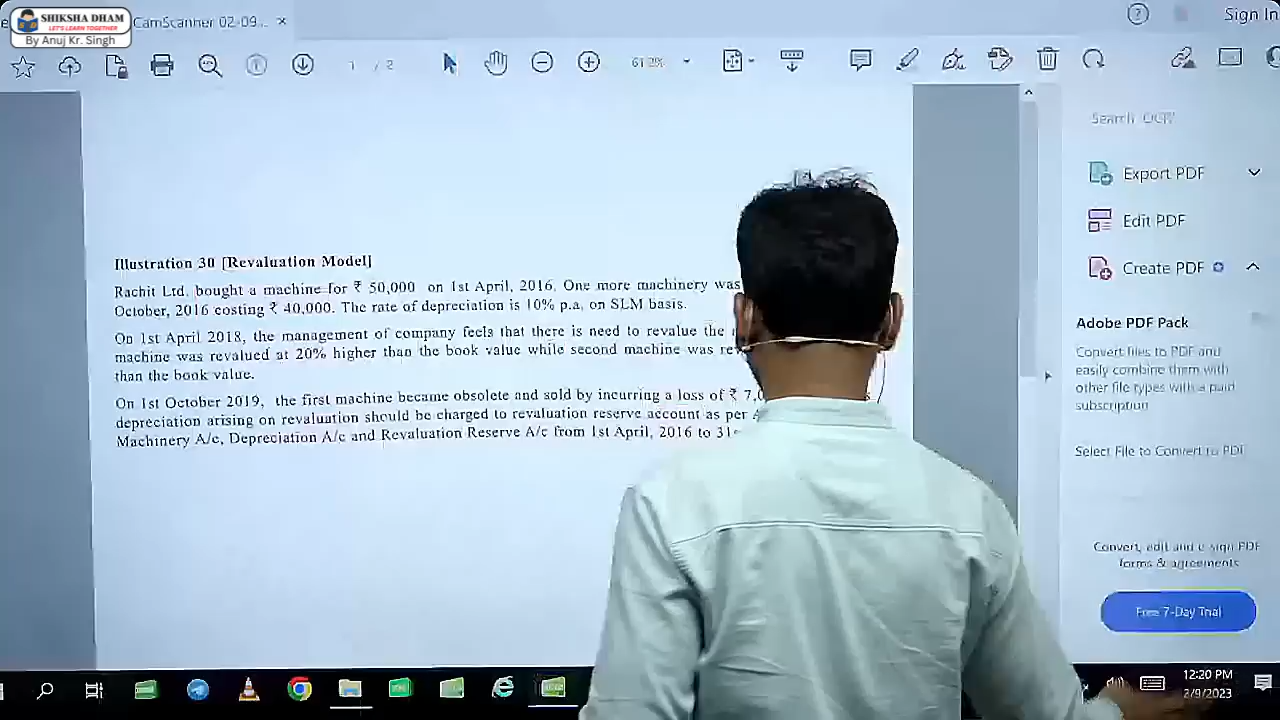 SHIKSHA DHAM
LET'S LEARN TOGETHER
By Anuj Kr. Singh
CamScanner 02-09...
Sign In
1 / 2
Search 'OCR'
Export PDF
Edit PDF
Create PDF
Illustration 30 [Revaluation Model]
Rachit Ltd. bought a machine for ₹ 50,000 on 1st April, 2016. One more machinery was
October, 2016 costing ₹ 40,000. The rate of depreciation is 10% p.a. on SLM basis.
On 1st April 2018, the management of company feels that there is need to revalue the
machine was revalued at 20% higher than the book value while second machine was
than the book value.
On 1st October 2019, the first machine became obsolete and sold by incurring a loss of ₹
depreciation arising on revaluation should be charged to revaluation reserve account as per
Machinery A/c, Depreciation A/c and Revaluation Reserve A/c from 1st April, 2016 to
Adobe PDF Pack
Convert files to PDF and
easily combine them with
other file types with a paid
subscription
Select File to Convert to PDF
Convert, edit and e-sign PDF
forms & agreements
Free 7-Day Trial
12:20 PM
2/9/2023